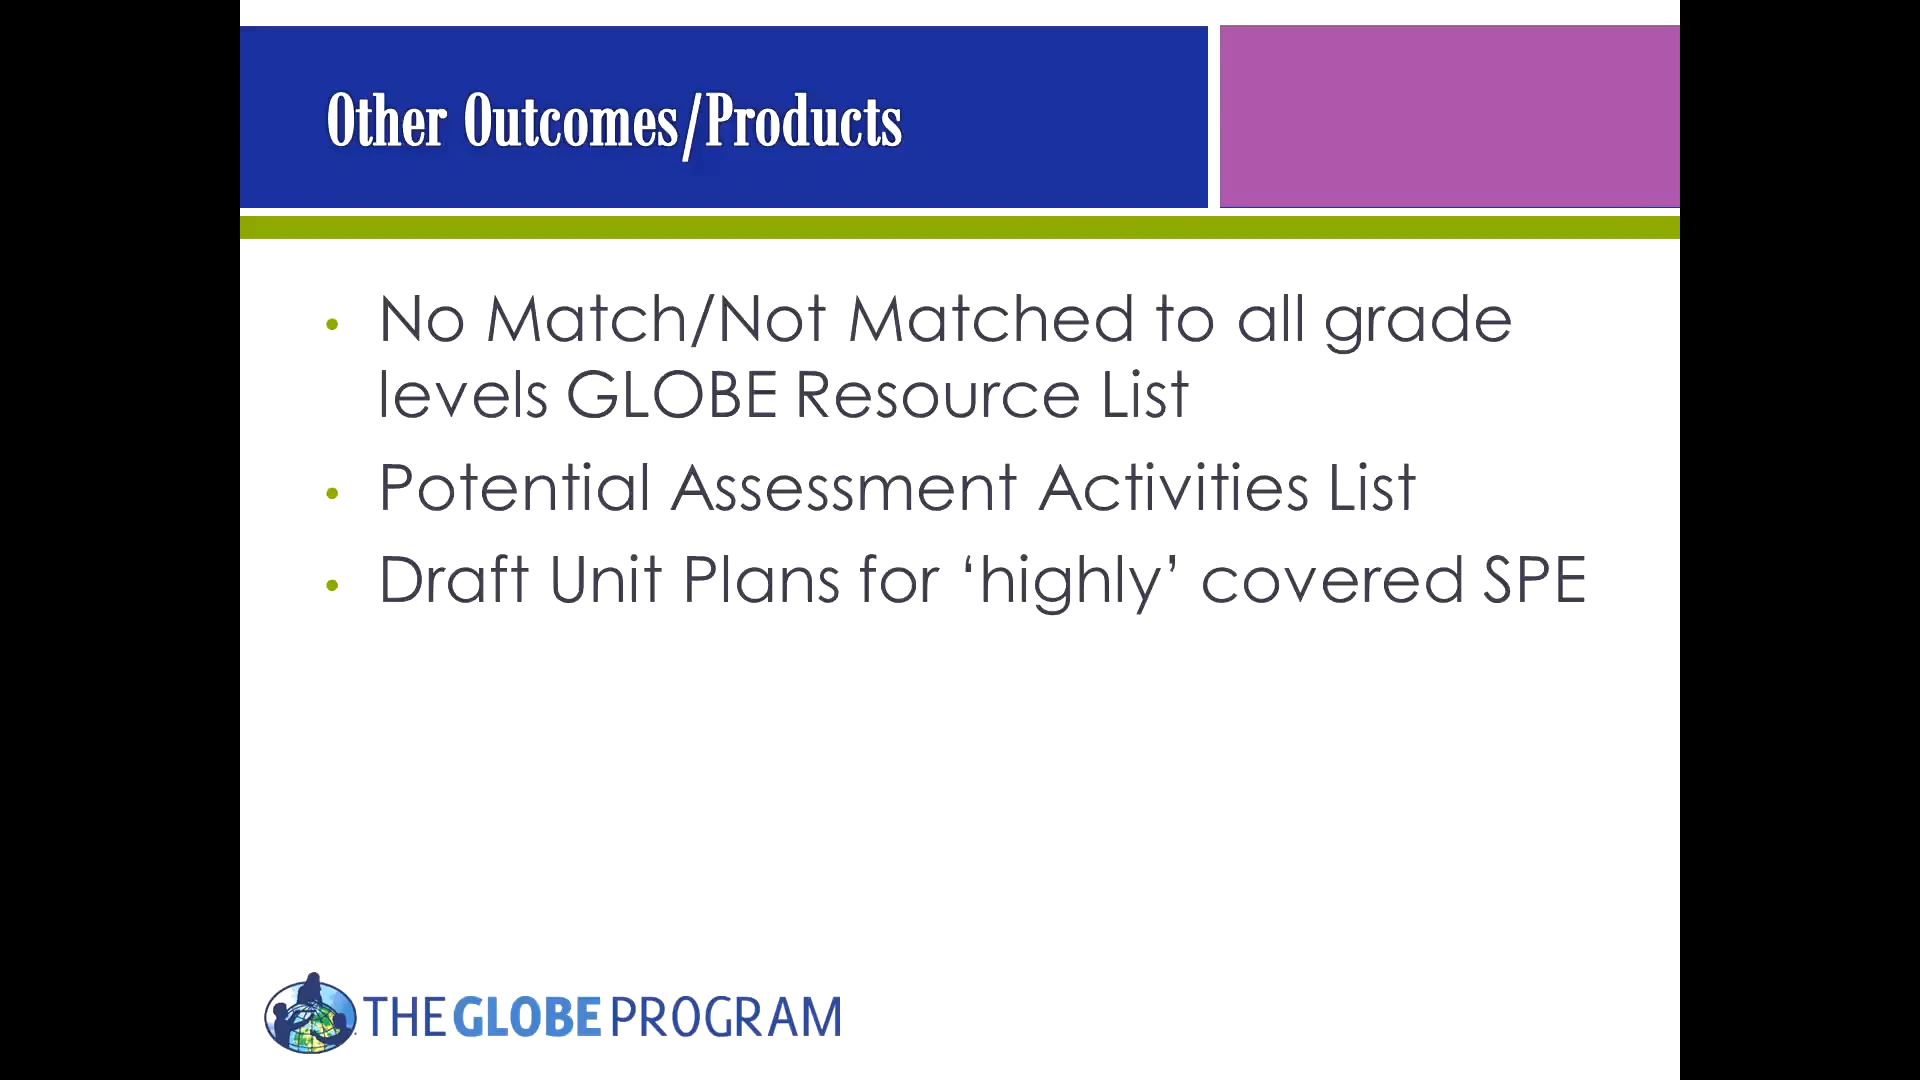 Other Outcomes/Products
• No Match/Not Matched to all grade
levels GLOBE Resource List
• Potential Assessment Activities List
• Draft Unit Plans for ‘highly’ covered SPE
THE GLOBE PROGRAM